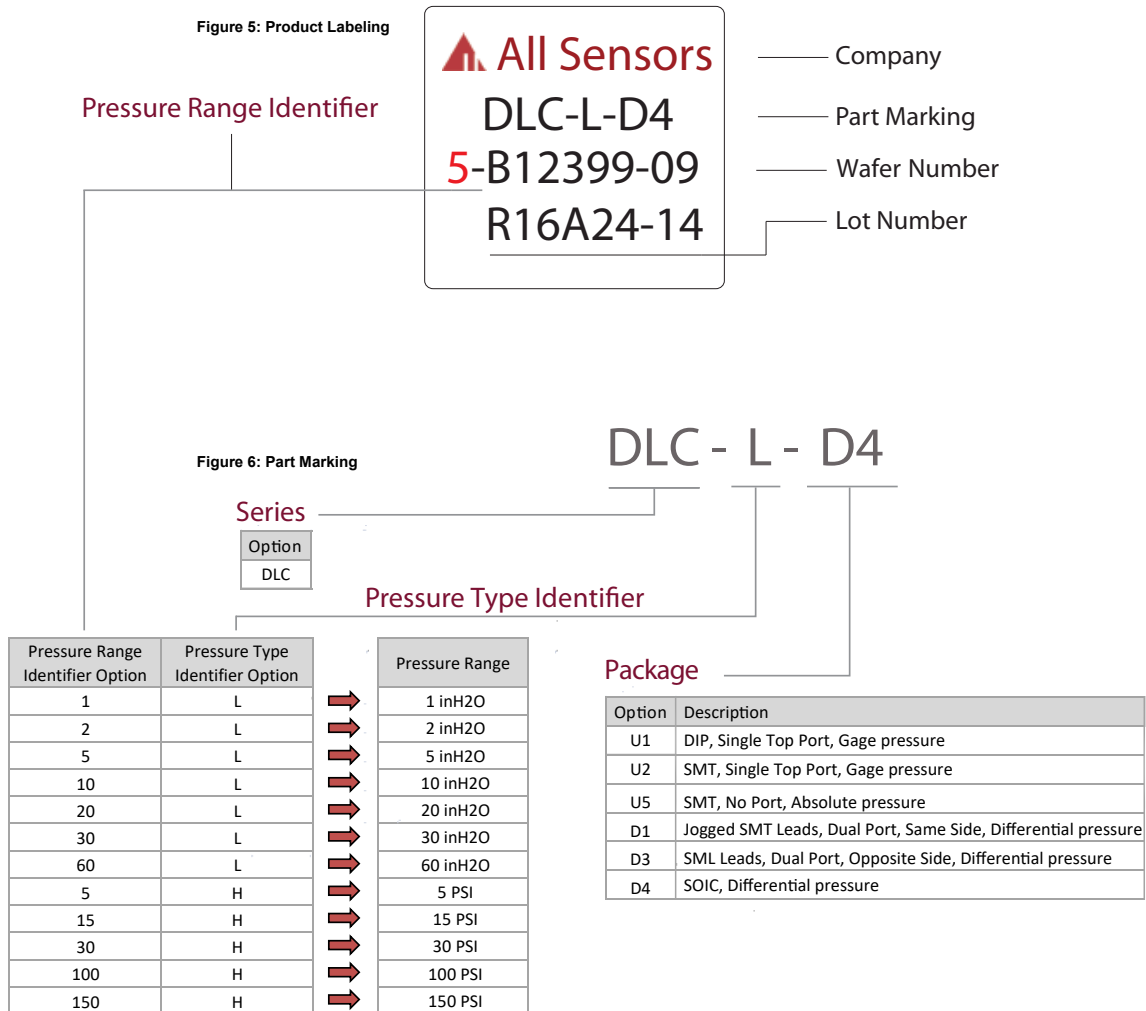 Figure 5: Product Labeling
All Sensors
Company
Pressure Range Identifier
DLC-L-D4
Part Marking
5-B12399-09
Wafer Number
R16A24-14
Lot Number
DLC - L - D4
Figure 6: Part Marking
Series
Option
DLC
Pressure Type Identifier
Pressure Range Identifier Option
Pressure Type Identifier Option
Pressure Range
1 L 1 inH2O
2 L 2 inH2O
5 L 5 inH2O
10 L 10 inH2O
20 L 20 inH2O
30 L 30 inH2O
60 L 60 inH2O
5 H 5 PSI
15 H 15 PSI
30 H 30 PSI
100 H 100 PSI
150 H 150 PSI
Package
Option Description
U1 DIP, Single Top Port, Gage pressure
U2 SMT, Single Top Port, Gage pressure
U5 SMT, No Port, Absolute pressure
D1 Jogged SMT Leads, Dual Port, Same Side, Differential pressure
D3 SML Leads, Dual Port, Opposite Side, Differential pressure
D4 SOIC, Differential pressure